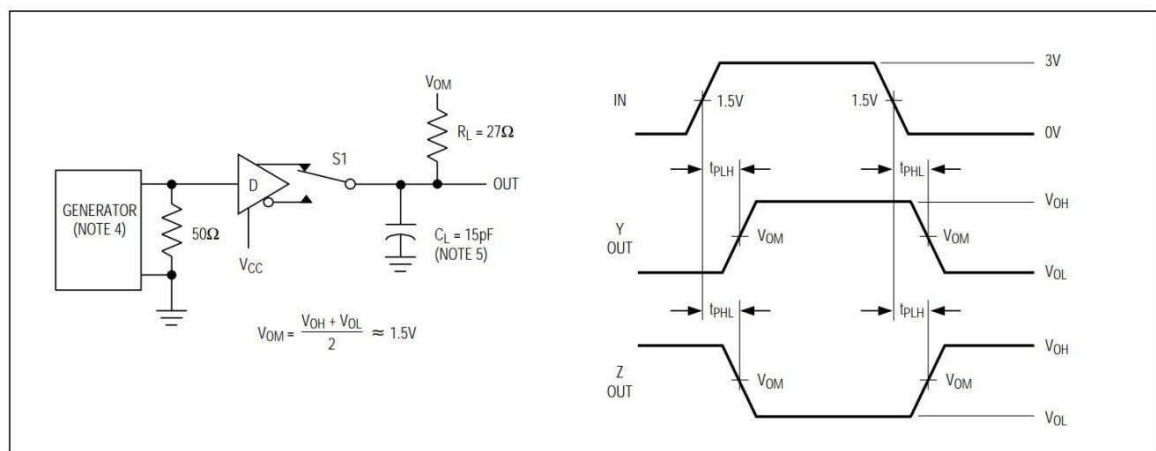 GENERATOR
(NOTE 4)
50Ω
D
VCC
S1
VOM
RL = 27Ω
OUT
CL = 15pF
(NOTE 5)
VOM = VOH + VOL / 2 ≈ 1.5V
IN
1.5V
1.5V
3V
0V
tPLH
tPHL
Y
OUT
VOM
VOM
VOH
VOL
tPHL
tPLH
Z
OUT
VOM
VOM
VOH
VOL